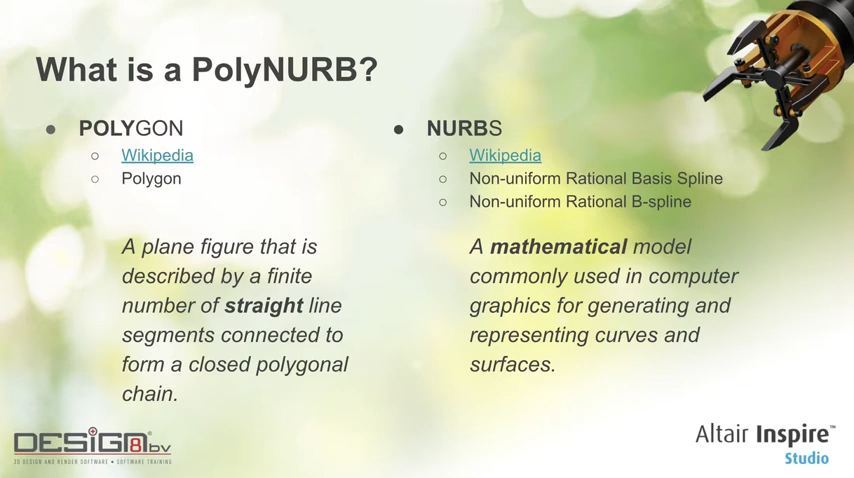 What is a PolyNURB?
● POLYGON
○ Wikipedia
○ Polygon
A plane figure that is
described by a finite
number of straight line
segments connected to
form a closed polygonal
chain.
● NURBS
○ Wikipedia
○ Non-uniform Rational Basis Spline
○ Non-uniform Rational B-spline
A mathematical model
commonly used in computer
graphics for generating and
representing curves and
surfaces.
DESiGN8®bv
3D DESIGN AND RENDER SOFTWARE • SOFTWARE TRAINING
Altair Inspire™
Studio